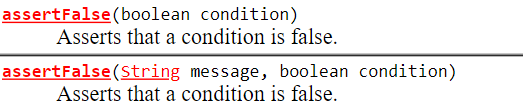 assertFalse(boolean condition)
Asserts that a condition is false.
assertFalse(String message, boolean condition)
Asserts that a condition is false.